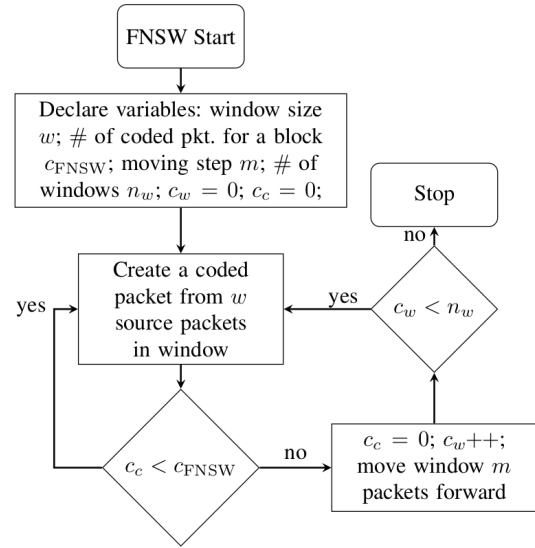 FNSW Start
Declare variables: window size
w; # of coded pkt. for a block
c_FNSW; moving step m; # of
windows n_w; c_w = 0; c_c = 0;
Stop
no
Create a coded
packet from w
source packets
in window
yes
yes
c_w < n_w
c_c < c_FNSW
no
c_c = 0; c_w++;
move window m
packets forward